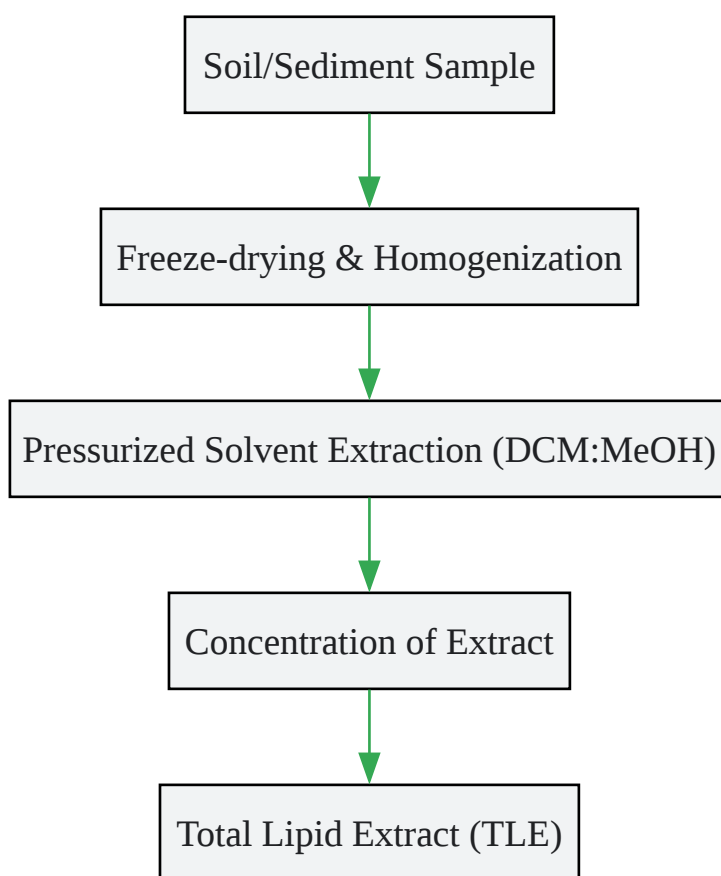 Soil/Sediment Sample
Freeze-drying & Homogenization
Pressurized Solvent Extraction (DCM:MeOH)
Concentration of Extract
Total Lipid Extract (TLE)